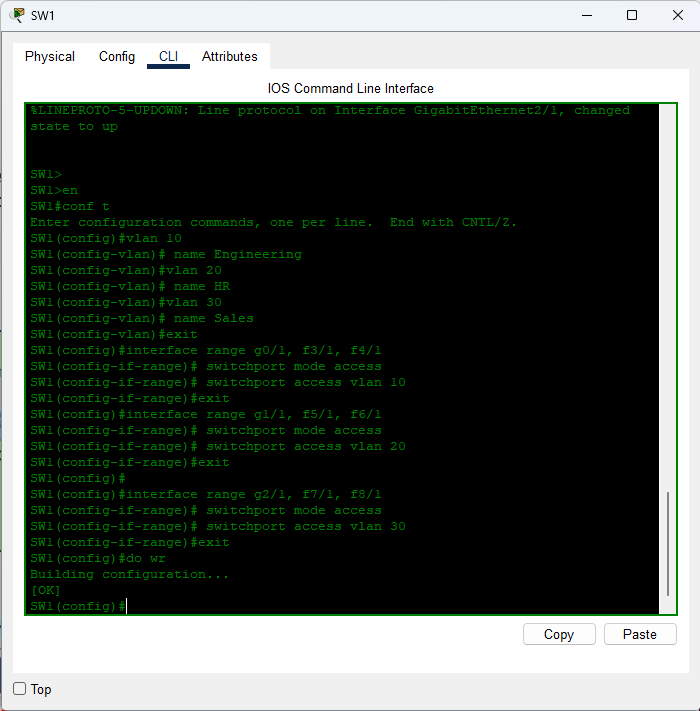 SW1
Physical Config CLI Attributes
IOS Command Line Interface
%LINEPROTO-5-UPDOWN: Line protocol on Interface GigabitEthernet2/1, changed
state to up
SW1>
SW1>en
SW1#conf t
Enter configuration commands, one per line.  End with CNTL/Z.
SW1(config)#vlan 10
SW1(config-vlan)# name Engineering
SW1(config-vlan)#vlan 20
SW1(config-vlan)# name HR
SW1(config-vlan)#vlan 30
SW1(config-vlan)# name Sales
SW1(config-vlan)#exit
SW1(config)#interface range g0/1, f3/1, f4/1
SW1(config-if-range)# switchport mode access
SW1(config-if-range)# switchport access vlan 10
SW1(config-if-range)#exit
SW1(config)#interface range g1/1, f5/1, f6/1
SW1(config-if-range)# switchport mode access
SW1(config-if-range)# switchport access vlan 20
SW1(config-if-range)#exit
SW1(config)#
SW1(config)#interface range g2/1, f7/1, f8/1
SW1(config-if-range)# switchport mode access
SW1(config-if-range)# switchport access vlan 30
SW1(config-if-range)#exit
SW1(config)#do wr
Building configuration...
[OK]
SW1(config)#
Copy Paste
Top